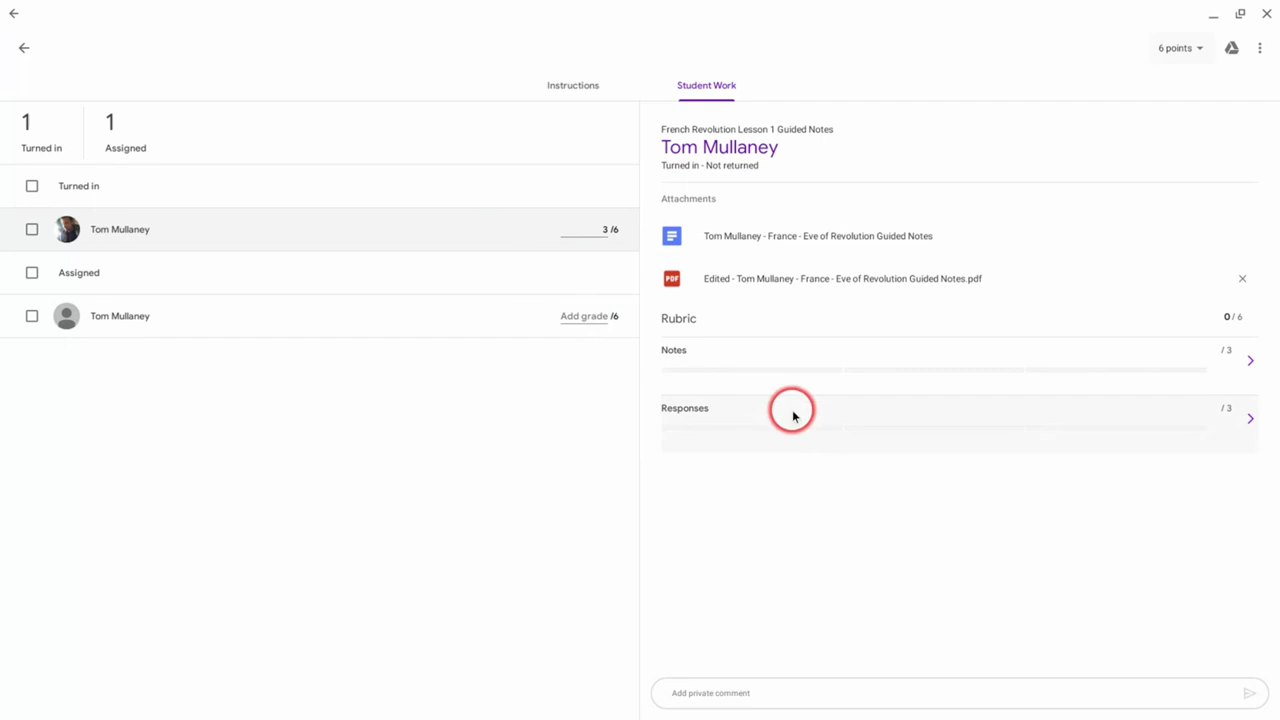 6 points
Instructions
Student Work
1
Turned in
1
Assigned
Turned in
Tom Mullaney
3 /6
Assigned
Tom Mullaney
Add grade /6
French Revolution Lesson 1 Guided Notes
Tom Mullaney
Turned in - Not returned
Attachments
Tom Mullaney - France - Eve of Revolution Guided Notes
PDF
Edited - Tom Mullaney - France - Eve of Revolution Guided Notes.pdf
Rubric
0 / 6
Notes
/ 3
Responses
/ 3
Add private comment